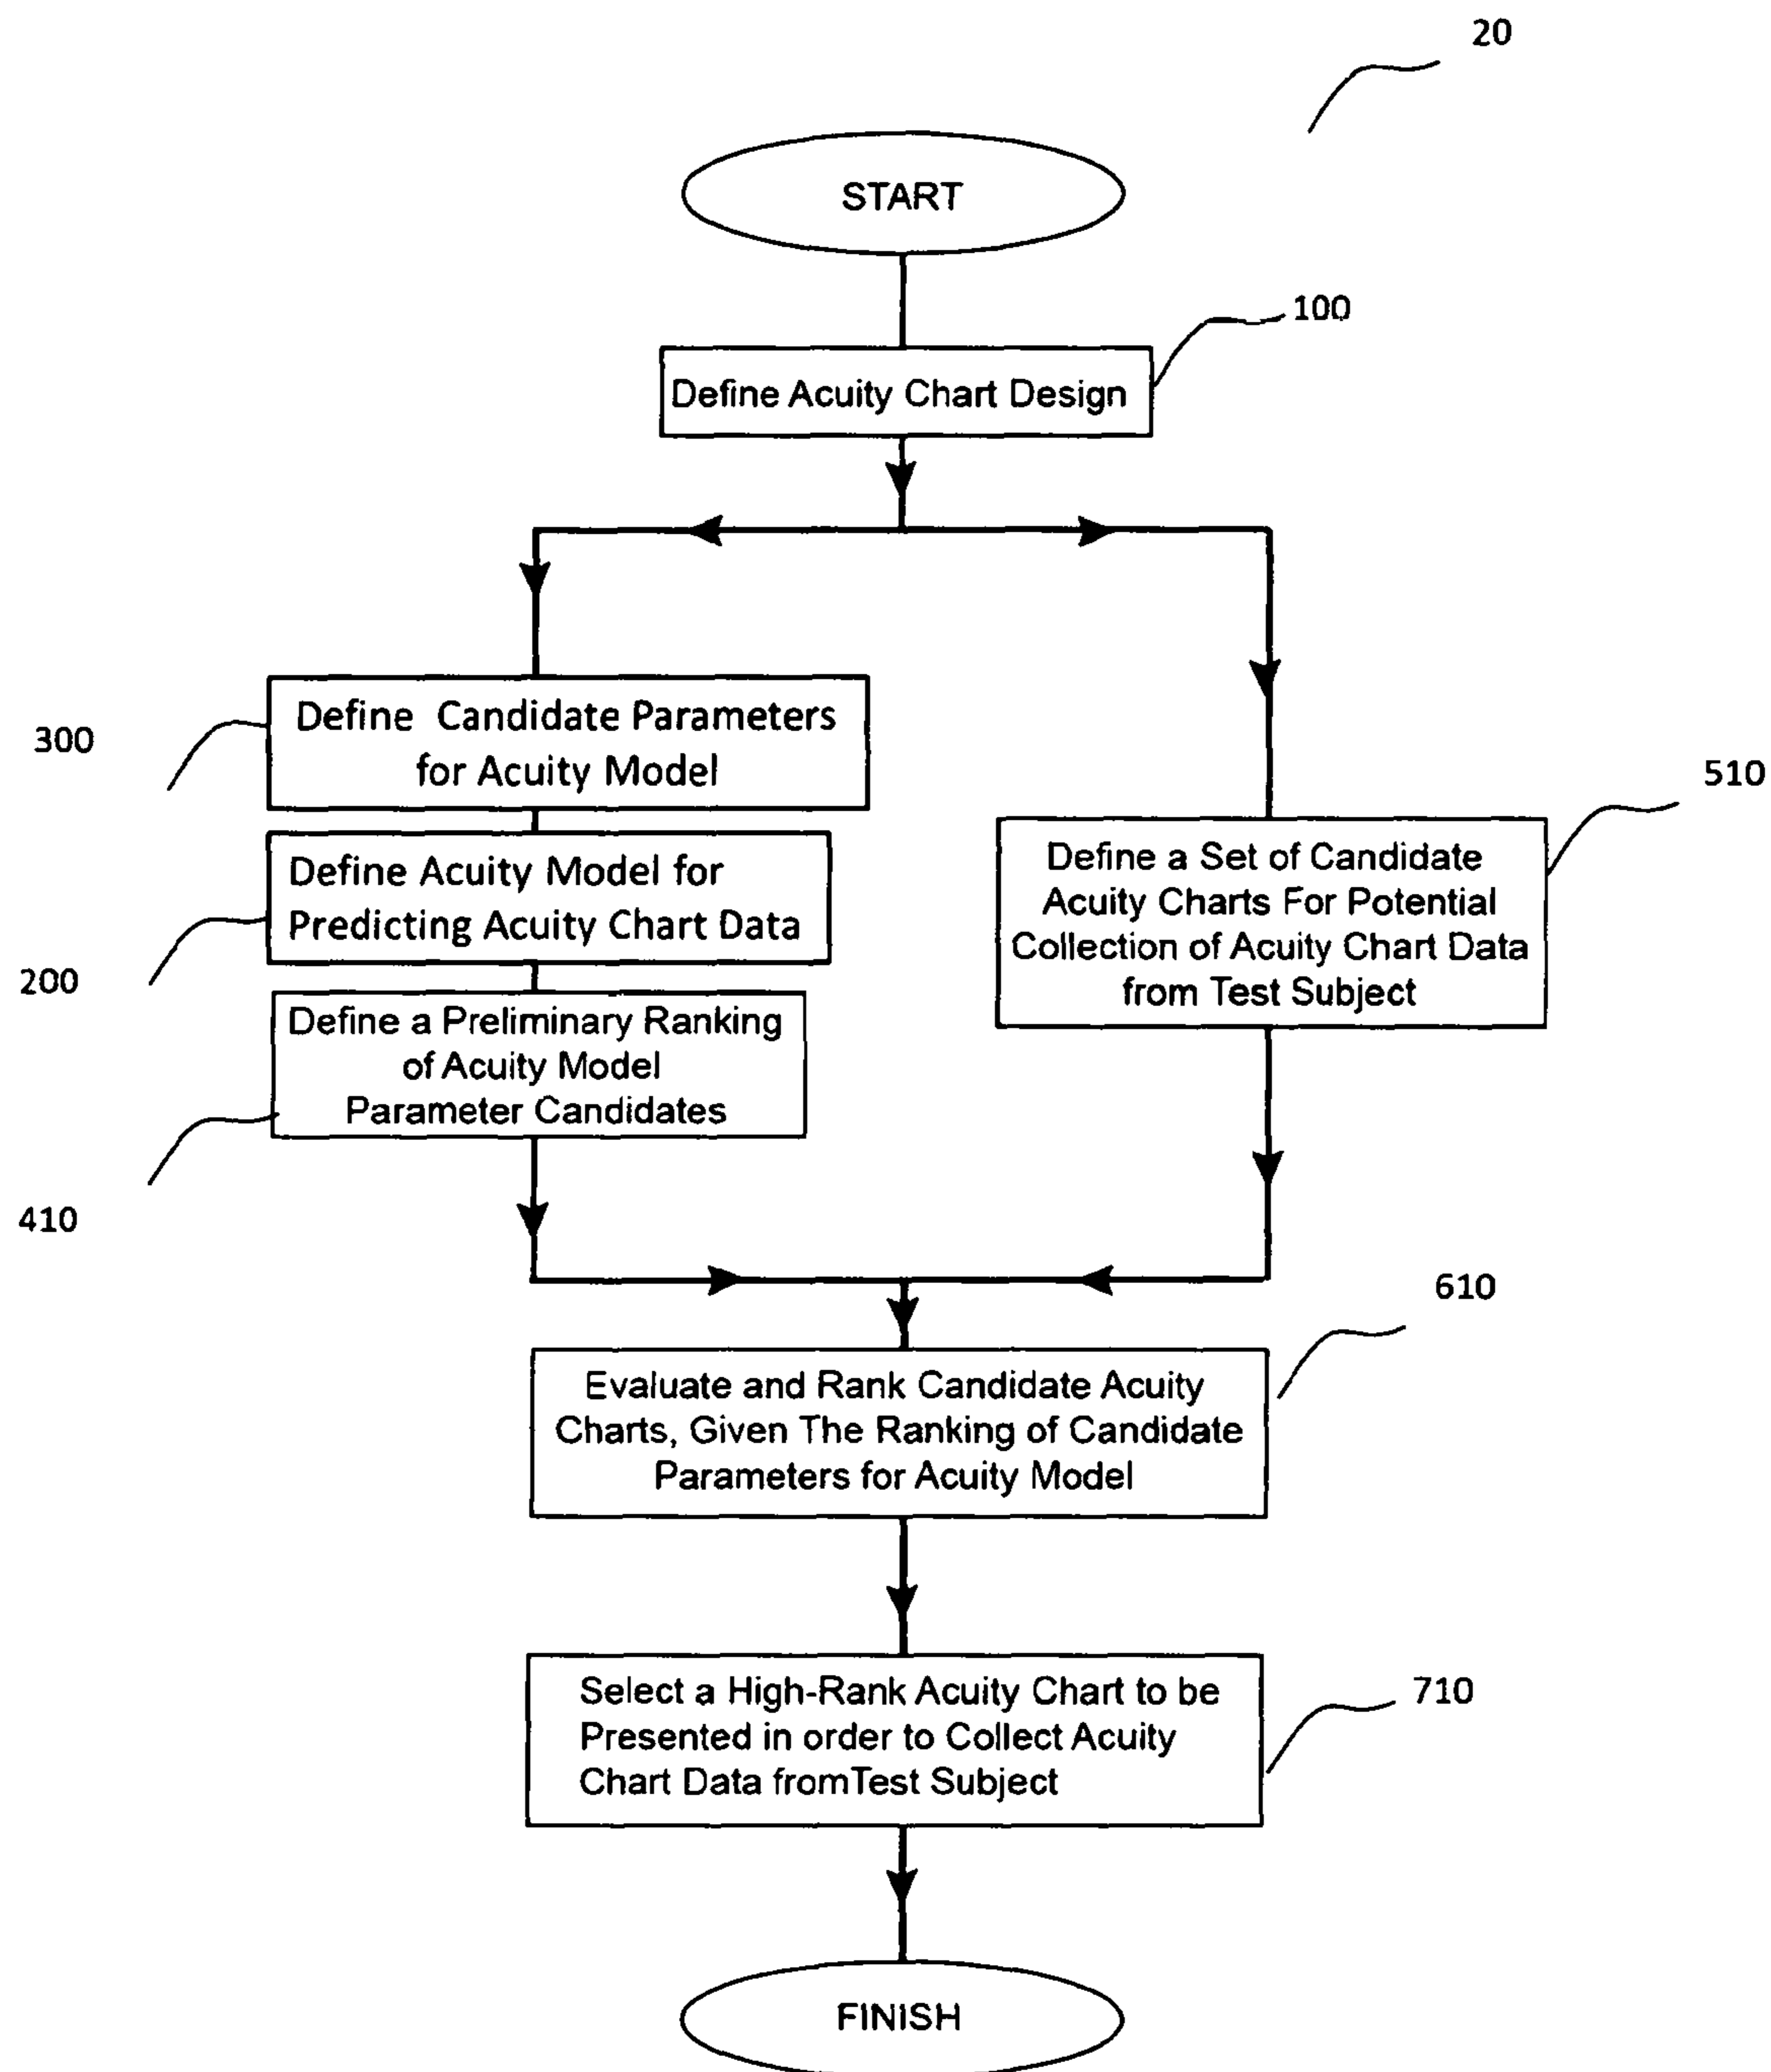 20
START
100
Define Acuity Chart Design
300
Define Candidate Parameters
for Acuity Model
510
Define Acuity Model for
Predicting Acuity Chart Data
200
Define a Set of Candidate
Acuity Charts For Potential
Collection of Acuity Chart Data
from Test Subject
Define a Preliminary Ranking
of Acuity Model
Parameter Candidates
410
610
Evaluate and Rank Candidate Acuity
Charts, Given The Ranking of Candidate
Parameters for Acuity Model
Select a High-Rank Acuity Chart to be
Presented in order to Collect Acuity
Chart Data fromTest Subject
710
FINISH